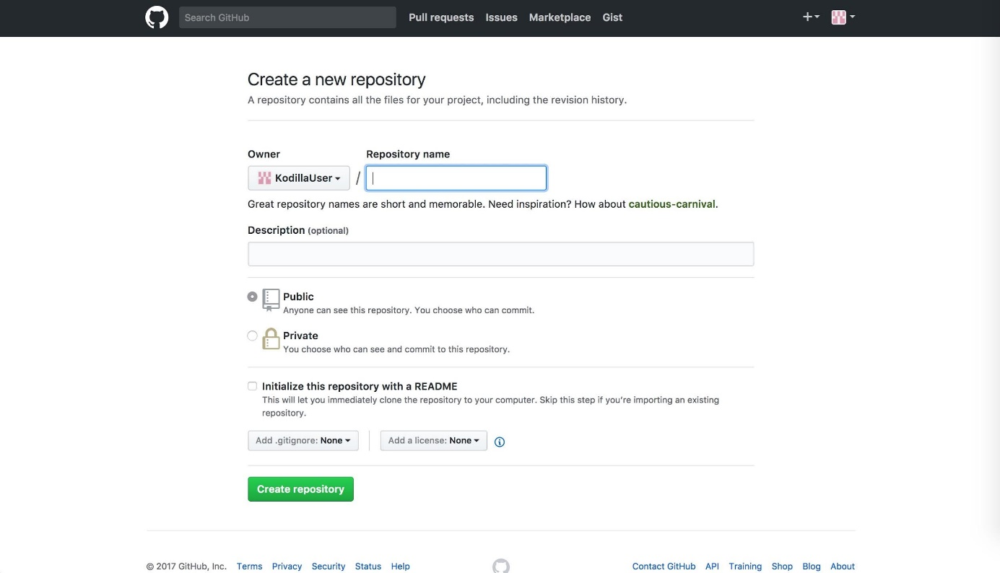 Search GitHub Pull requests Issues Marketplace Gist
Create a new repository
A repository contains all the files for your project, including the revision history.
Owner Repository name
KodillaUser /
Great repository names are short and memorable. Need inspiration? How about cautious-carnival.
Description (optional)
Public
Anyone can see this repository. You choose who can commit.
Private
You choose who can see and commit to this repository.
Initialize this repository with a README
This will let you immediately clone the repository to your computer. Skip this step if you’re importing an existing
repository.
Add .gitignore: None Add a license: None
Create repository
© 2017 GitHub, Inc. Terms Privacy Security Status Help Contact GitHub API Training Shop Blog About